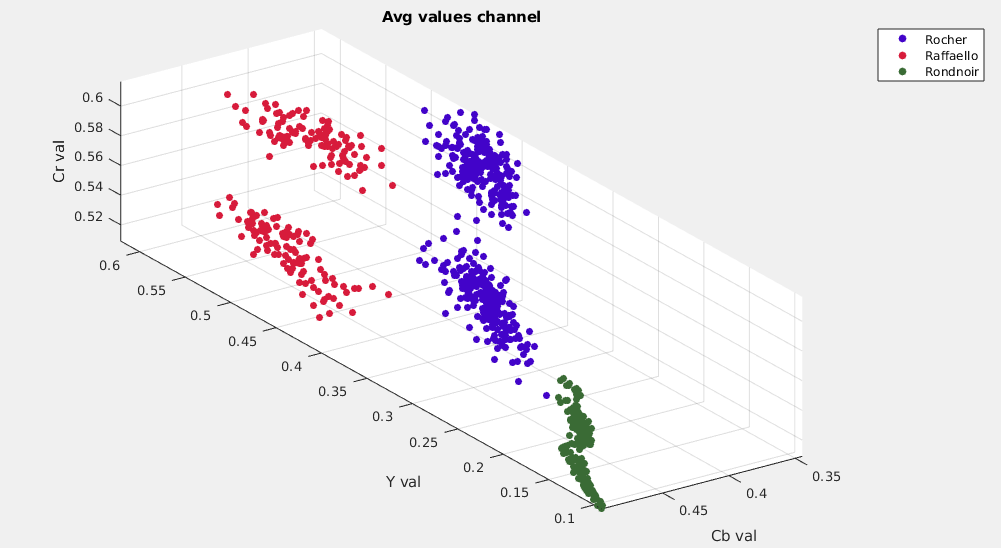 Avg values channel
Rocher
Raffaello
Rondnoir
Cr val
0.6
0.58
0.56
0.54
0.52
0.6
0.55
0.5
0.45
0.4
0.35
0.3
0.25
0.2
0.15
0.1
Y val
0.35
0.4
0.45
Cb val